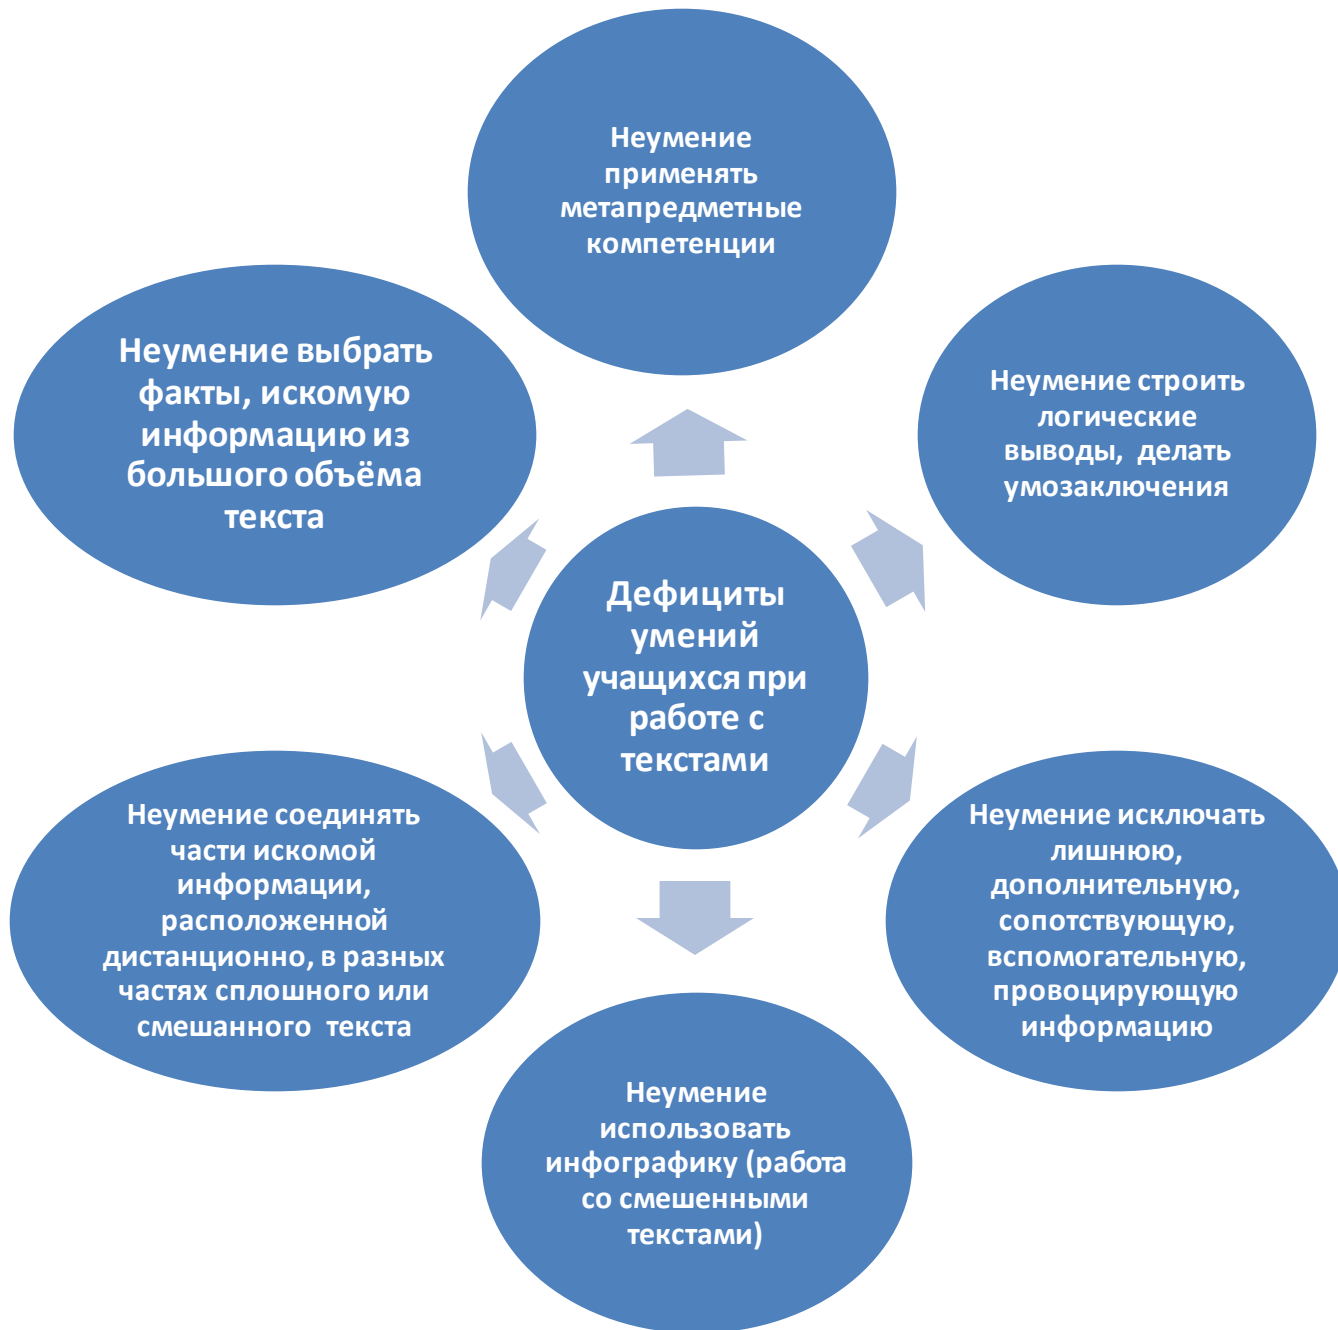 Неумение
применять
метапредметные
компетенции
Неумение выбрать
факты, искомую
информацию из
большого объёма
текста
Неумение строить
логические
выводы, делать
умозаключения
Дефициты
умений
учащихся при
работе с
текстами
Неумение соединять
части искомой
информации,
расположенной
дистанционно, в разных
частях сплошного или
смешанного текста
Неумение исключать
лишнюю,
дополнительную,
сопотствующую,
вспомогательную,
провоцирующую
информацию
Неумение
использовать
инфографику (работа
со смешенными
текстами)